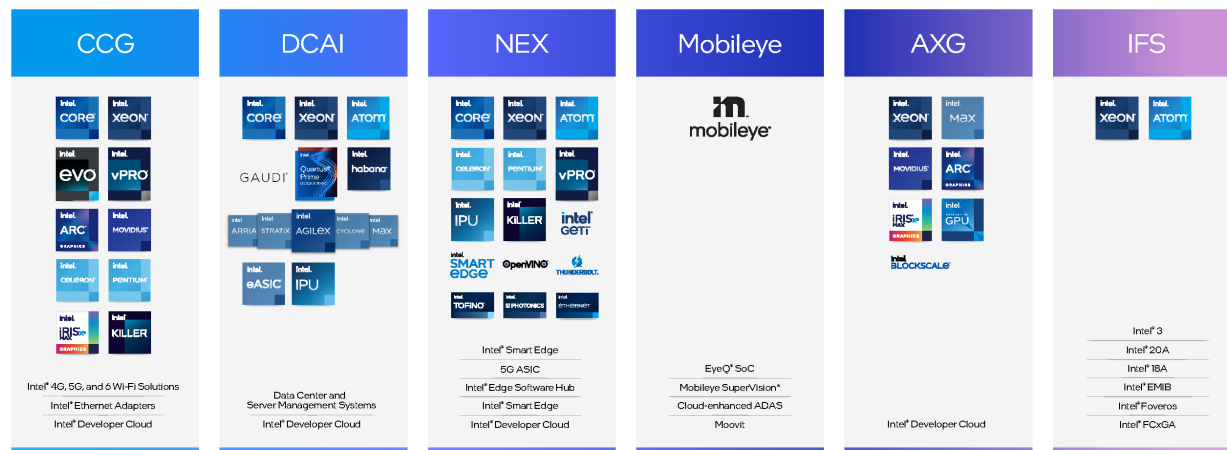 CCG
intel.
CORE
intel.
XEON
intel.
evo
intel.
vPRO
intel.
ARC
GRAPHICS
intel.
MOVIDIUS
intel.
CELERON
intel.
PENTIUM
intel.
iRIS Xe
MAX
GRAPHICS
intel.
KILLER
Intel® 4G, 5G, and 6 Wi-Fi Solutions
Intel® Ethernet Adapters
Intel® Developer Cloud
DCAI
intel.
CORE
intel.
XEON
intel.
ATOM
GAUDI
intel
Quartus
Prime
intel.
habana
intel
ARRIA
intel
STRATIX
intel.
AGILEX
intel
CYCLONE
intel
MAX
intel.
eASIC
intel.
IPU
Data Center and
Server Management Systems
Intel® Developer Cloud
NEX
intel.
CORE
intel.
XEON
intel.
ATOM
intel.
CELERON
intel.
PENTIUM
intel.
vPRO
intel.
IPU
intel.
KILLER
intel
GETi
intel.
SMART
EDGE
OpenVINO
THUNDERBOLT
intel.
TOFINO
intel.
SI PHOTONICS
intel.
ETHERNET
Intel® Smart Edge
5G ASIC
Intel® Edge Software Hub
Intel® Smart Edge
Intel® Developer Cloud
Mobileye
mobileye
EyeQ® SoC
Mobileye SuperVision*
Cloud-enhanced ADAS
Moovit
AXG
intel.
XEON
intel.
MAX
intel.
MOVIDIUS
intel.
ARC
GRAPHICS
intel.
iRIS Xe
MAX
GRAPHICS
GPU
intel.
BLOCKSCALE
Intel® Developer Cloud
IFS
intel.
XEON
intel.
ATOM
Intel® 3
Intel® 20A
Intel® 18A
Intel® EMIB
Intel® Foveros
Intel® FCxGA